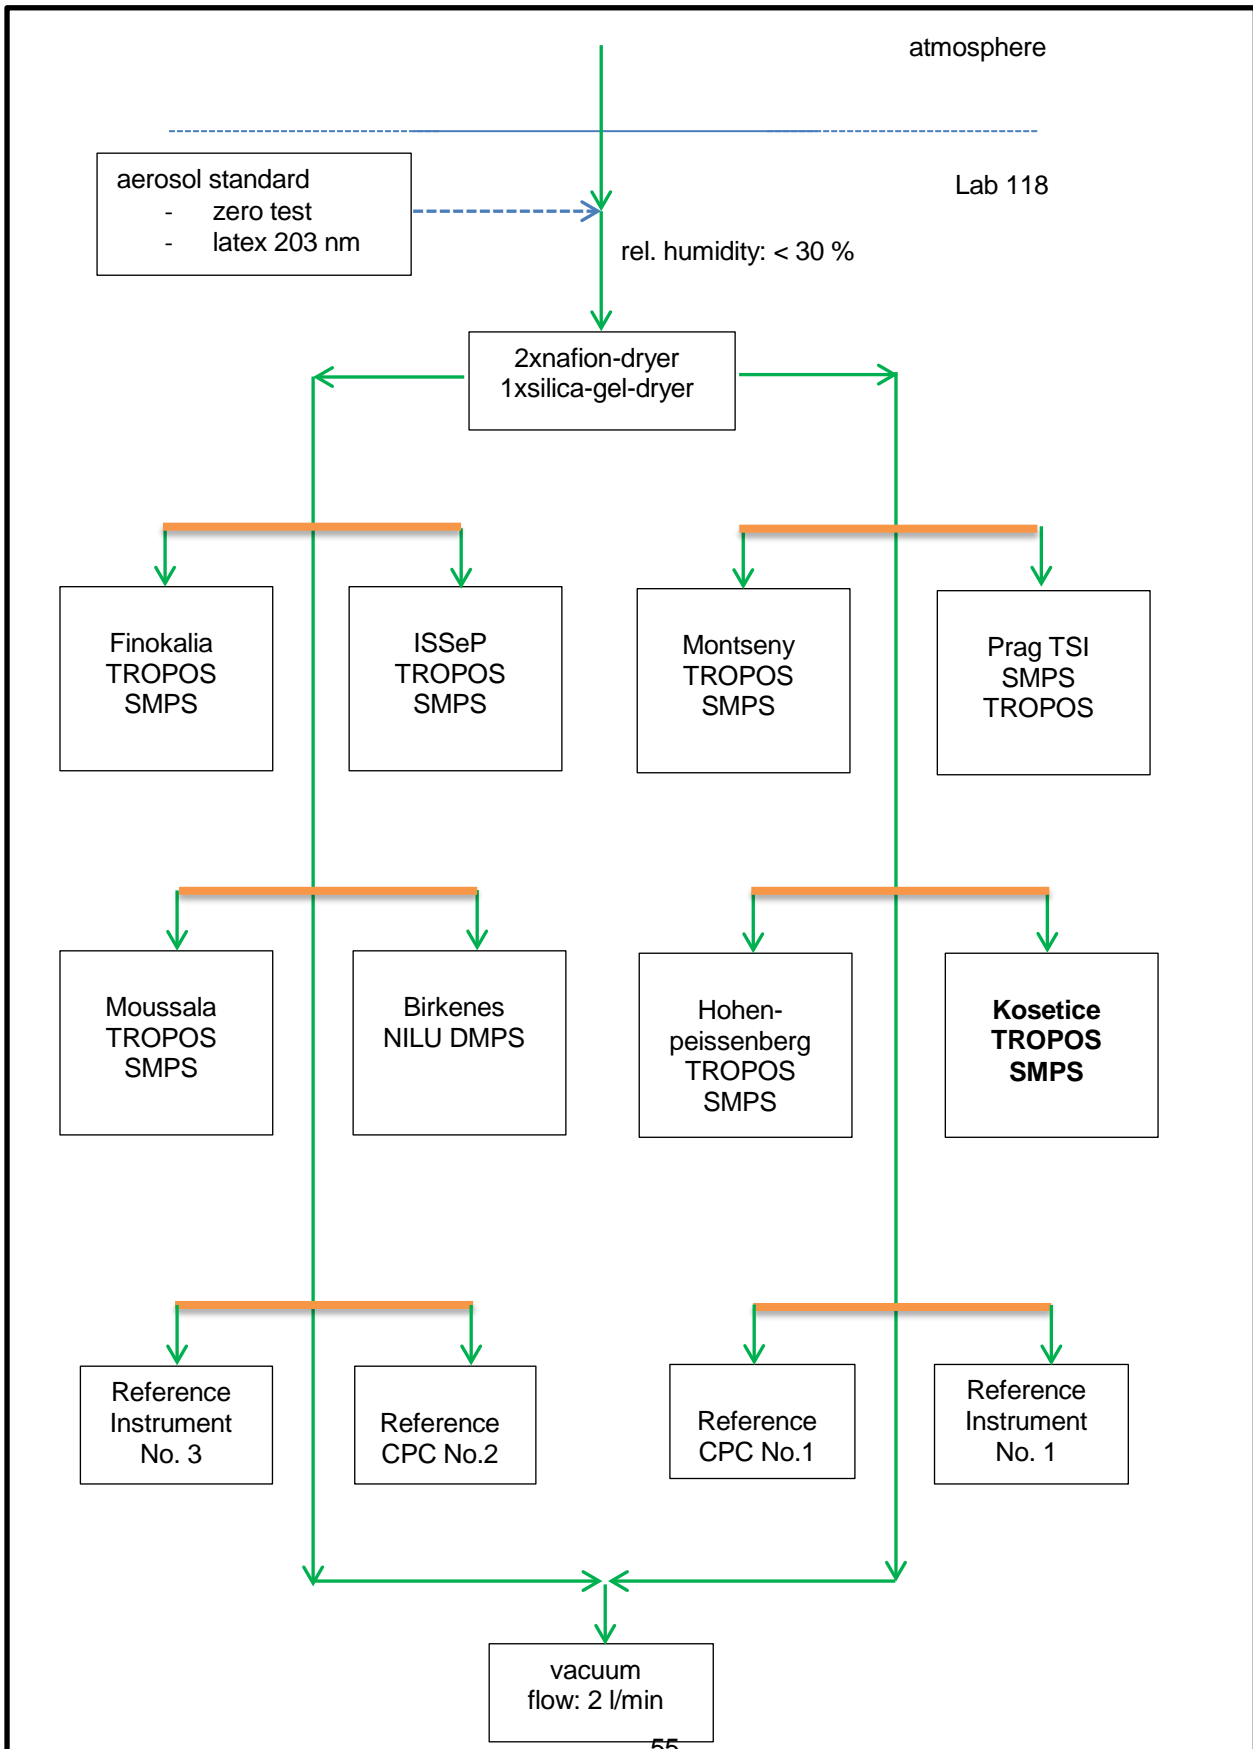 atmosphere
aerosol standard
- zero test
- latex 203 nm
Lab 118
rel. humidity: < 30 %
2xnafion-dryer
1xsilica-gel-dryer
Finokalia
TROPOS
SMPS
ISSeP
TROPOS
SMPS
Montseny
TROPOS
SMPS
Prag TSI
SMPS
TROPOS
Moussala
TROPOS
SMPS
Birkenes
NILU DMPS
Hohen-
peissenberg
TROPOS
SMPS
Kosetice
TROPOS
SMPS
Reference
Instrument
No. 3
Reference
CPC No.2
Reference
CPC No.1
Reference
Instrument
No. 1
vacuum
flow: 2 l/min
55